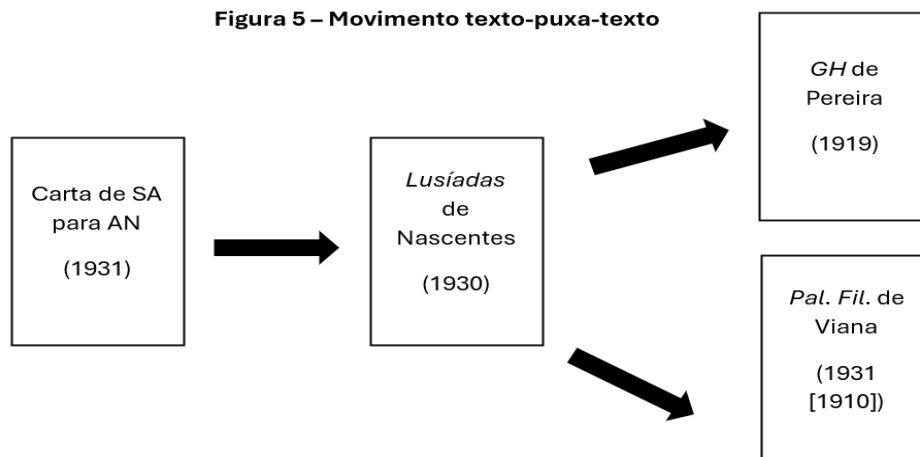 Figura 5 – Movimento texto-puxa-texto
Carta de SA
para AN
(1931)
Lusíadas
de
Nascentes
(1930)
GH de
Pereira
(1919)
Pal. Fil. de
Viana
(1931
[1910])